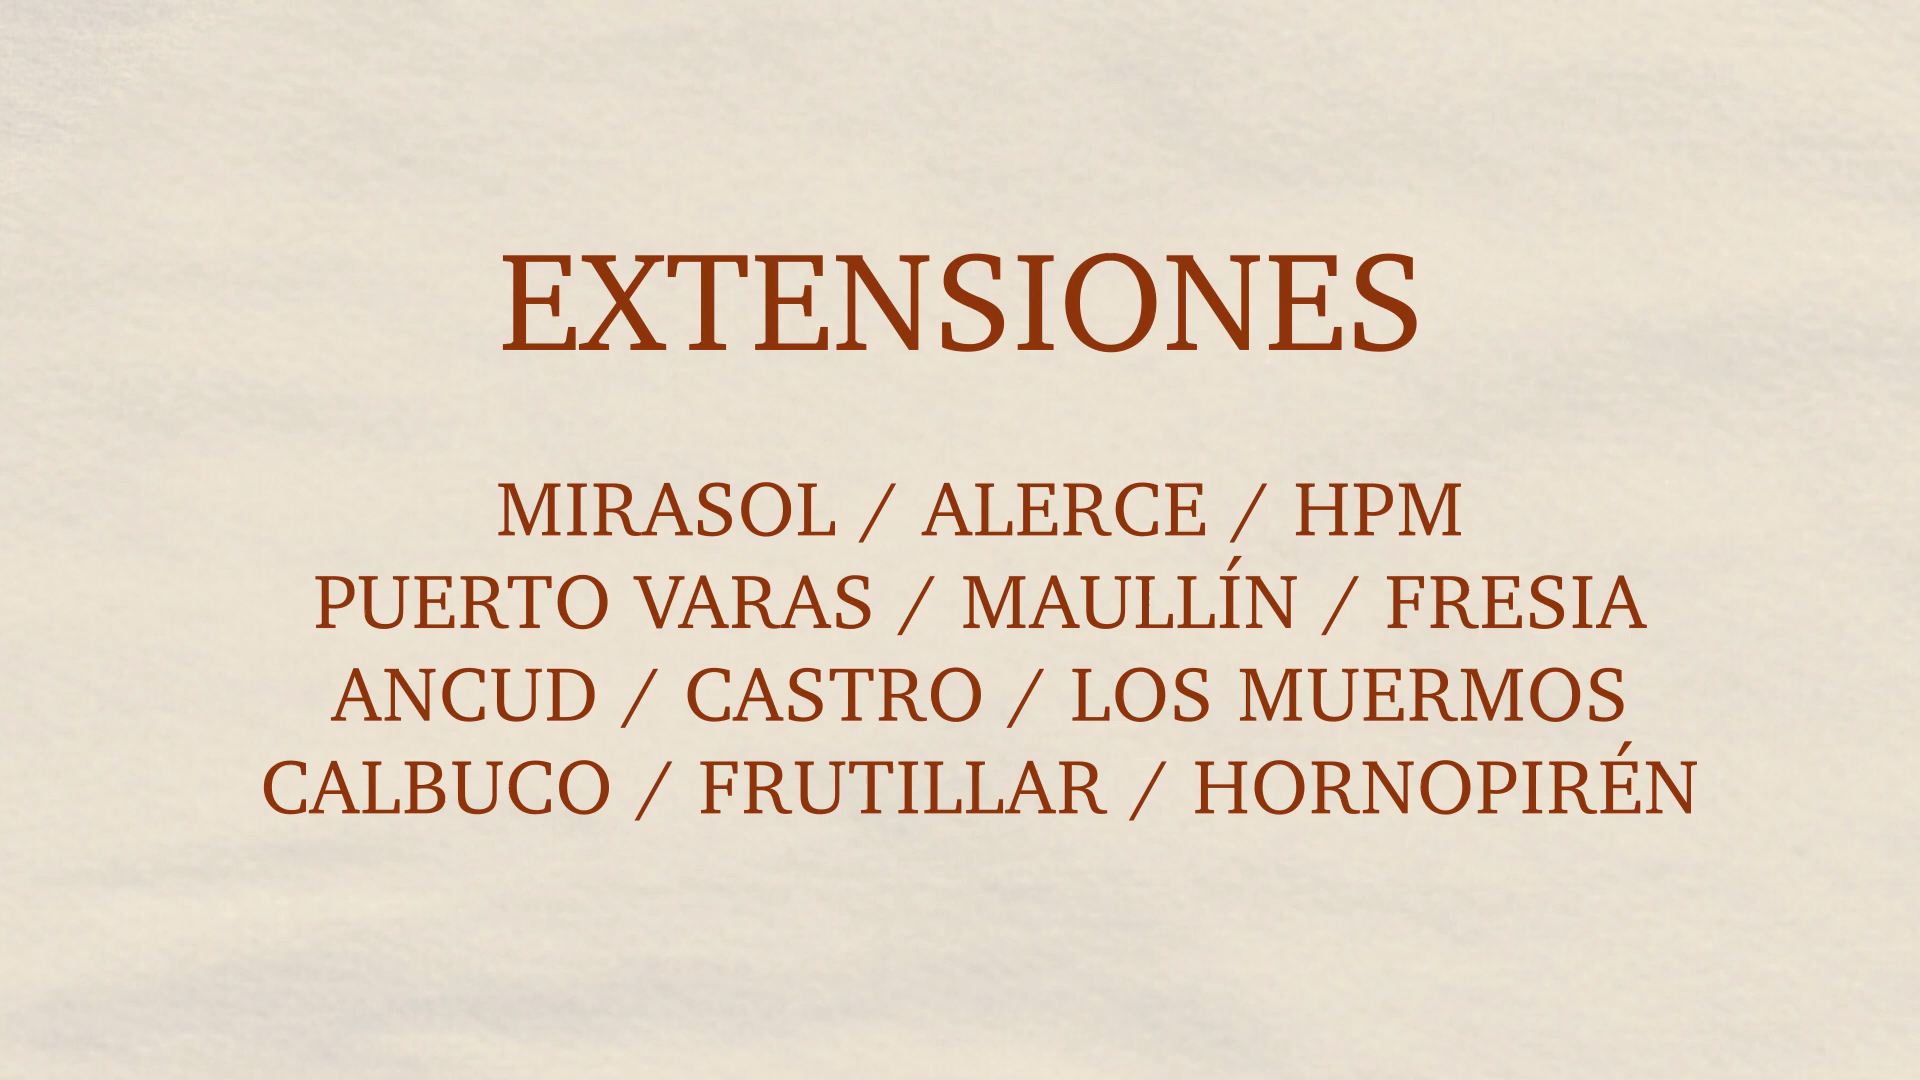 EXTENSIONES
MIRASOL / ALERCE / HPM
PUERTO VARAS / MAULLÍN / FRESIA
ANCUD / CASTRO / LOS MUERMOS
CALBUCO / FRUTILLAR / HORNOPIRÉN